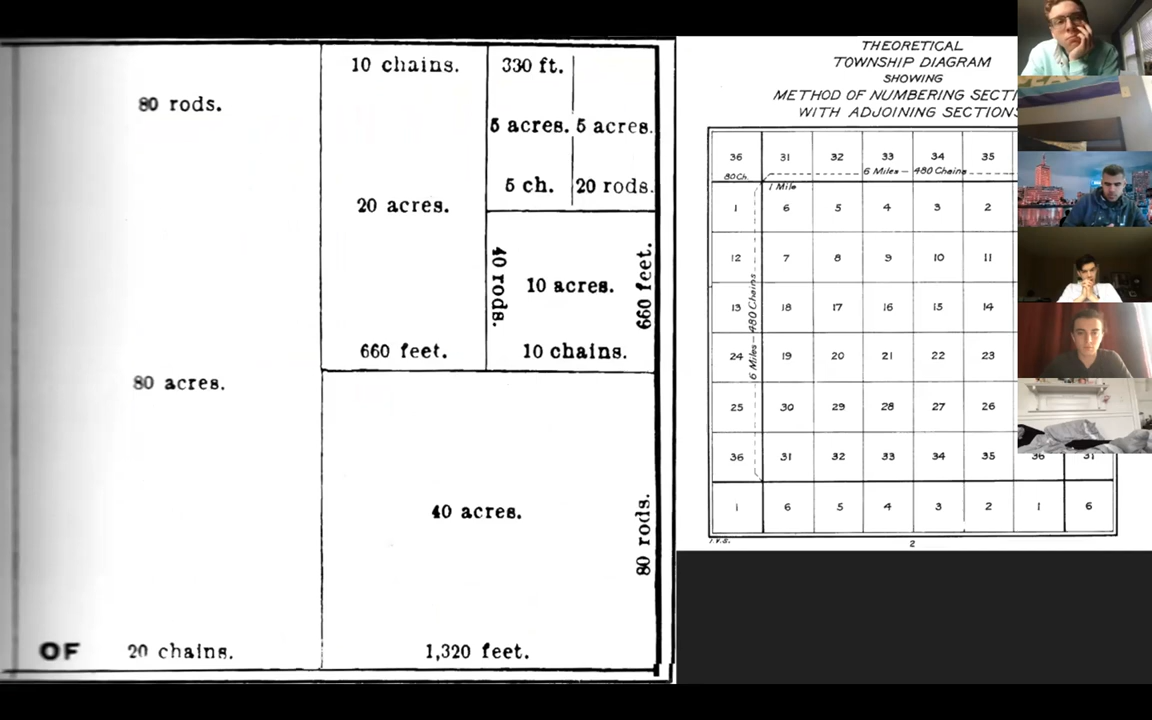 10 chains.
330 ft.
80 rods.
5 acres. 5 acres.
5 ch. 20 rods.
20 acres.
40 rods.
10 acres.
660 feet.
660 feet.
10 chains.
80 acres.
40 acres.
80 rods.
OF 20 chains.
1,320 feet.
THEORETICAL
TOWNSHIP DIAGRAM
SHOWING
METHOD OF NUMBERING SECTI
WITH ADJOINING SECTIONS
36 31 32 33 34 35
80 Ch. 6 Miles – 480 Chains
1 Mile
1 6 5 4 3 2
12 7 8 9 10 11
13 18 17 16 15 14
6 Miles – 480 Chains
24 19 20 21 22 23
25 30 29 28 27 26
36 31 32 33 34 35 36 31
1 6 5 4 3 2 1 6
2